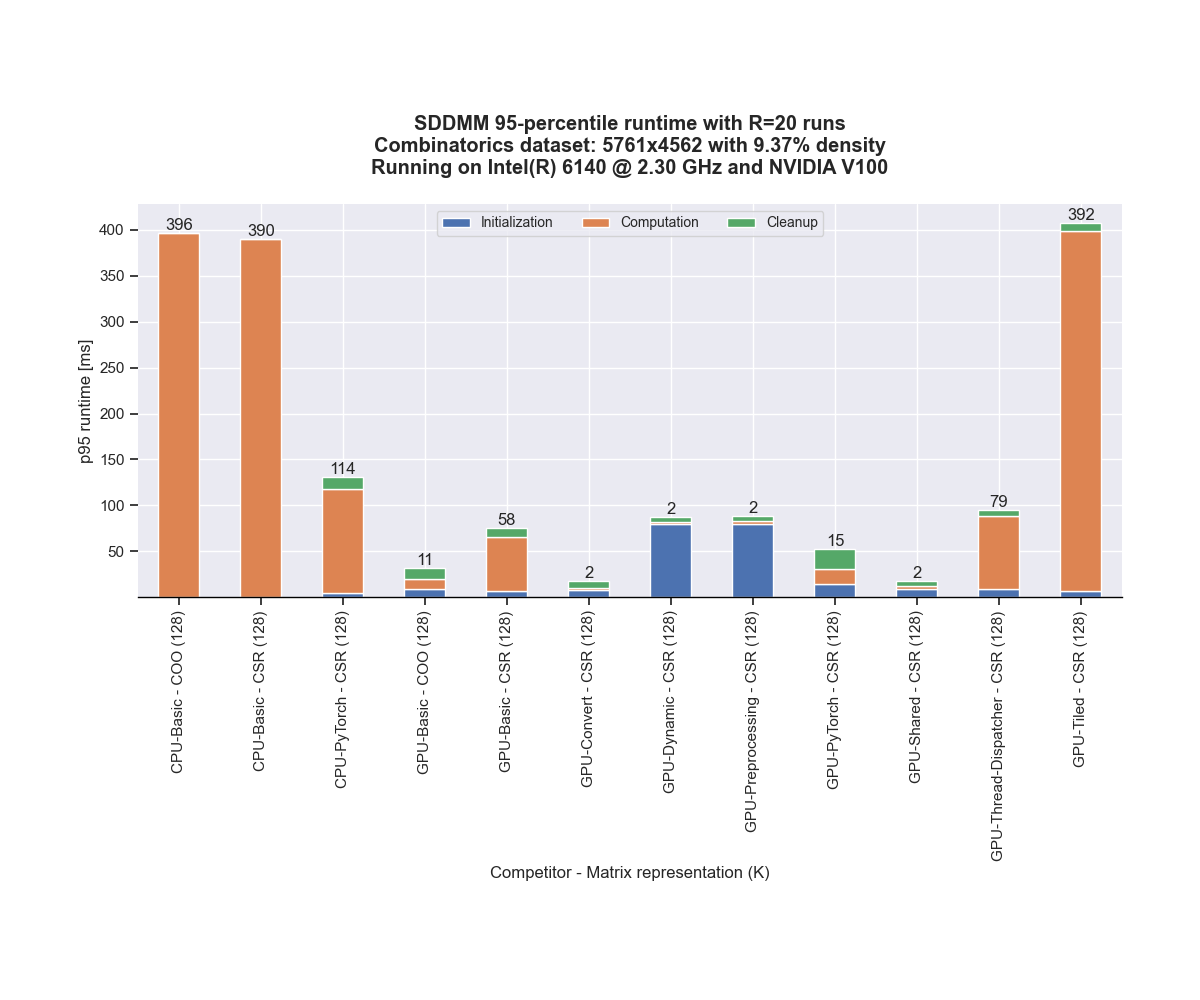 SDDMM 95-percentile runtime with R=20 runs
Combinatorics dataset: 5761x4562 with 9.37% density
Running on Intel(R) 6140 @ 2.30 GHz and NVIDIA V100
Initialization
Computation
Cleanup
p95 runtime [ms]
400
350
300
250
200
150
100
50
396
390
114
11
58
2
2
2
15
2
79
392
CPU-Basic - COO (128)
CPU-Basic - CSR (128)
CPU-PyTorch - CSR (128)
GPU-Basic - COO (128)
GPU-Basic - CSR (128)
GPU-Convert - CSR (128)
GPU-Dynamic - CSR (128)
GPU-Preprocessing - CSR (128)
GPU-PyTorch - CSR (128)
GPU-Shared - CSR (128)
GPU-Thread-Dispatcher - CSR (128)
GPU-Tiled - CSR (128)
Competitor - Matrix representation (K)